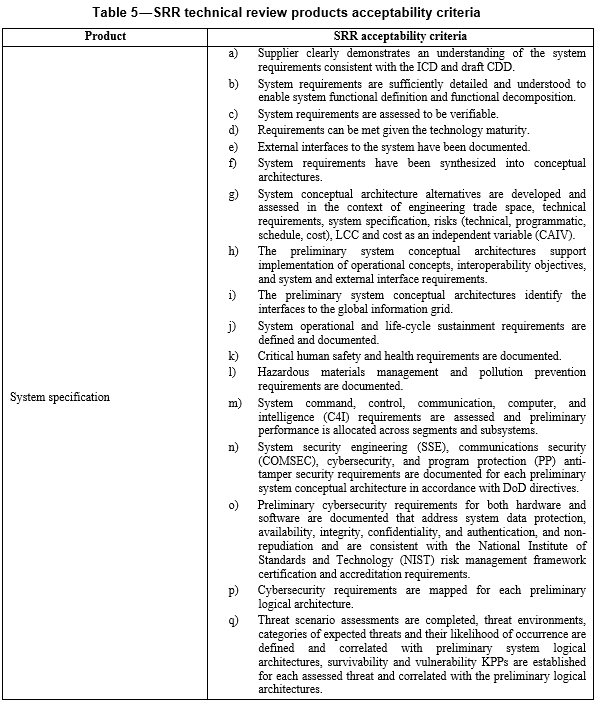 Table 5—SRR technical review products acceptability criteria
Product
SRR acceptability criteria
System specification
a) Supplier clearly demonstrates an understanding of the system
requirements consistent with the ICD and draft CDD.
b) System requirements are sufficiently detailed and understood to
enable system functional definition and functional decomposition.
c) System requirements are assessed to be verifiable.
d) Requirements can be met given the technology maturity.
e) External interfaces to the system have been documented.
f) System requirements have been synthesized into conceptual
architectures.
g) System conceptual architecture alternatives are developed and
assessed in the context of engineering trade space, technical
requirements, system specification, risks (technical, programmatic,
schedule, cost), LCC and cost as an independent variable (CAIV).
h) The preliminary system conceptual architectures support
implementation of operational concepts, interoperability objectives,
and system and external interface requirements.
i) The preliminary system conceptual architectures identify the
interfaces to the global information grid.
j) System operational and life-cycle sustainment requirements are
defined and documented.
k) Critical human safety and health requirements are documented.
l) Hazardous materials management and pollution prevention
requirements are documented.
m) System command, control, communication, computer, and
intelligence (C4I) requirements are assessed and preliminary
performance is allocated across segments and subsystems.
n) System security engineering (SSE), communications security
(COMSEC), cybersecurity, and program protection (PP) anti-
tamper security requirements are documented for each preliminary
system conceptual architecture in accordance with DoD directives.
o) Preliminary cybersecurity requirements for both hardware and
software are documented that address system data protection,
availability, integrity, confidentiality, and authentication, and non-
repudiation and are consistent with the National Institute of
Standards and Technology (NIST) risk management framework
certification and accreditation requirements.
p) Cybersecurity requirements are mapped for each preliminary
logical architecture.
q) Threat scenario assessments are completed, threat environments,
categories of expected threats and their likelihood of occurrence are
defined and correlated with preliminary system logical
architectures, survivability and vulnerability KPPs are established
for each assessed threat and correlated with the preliminary logical
architectures.